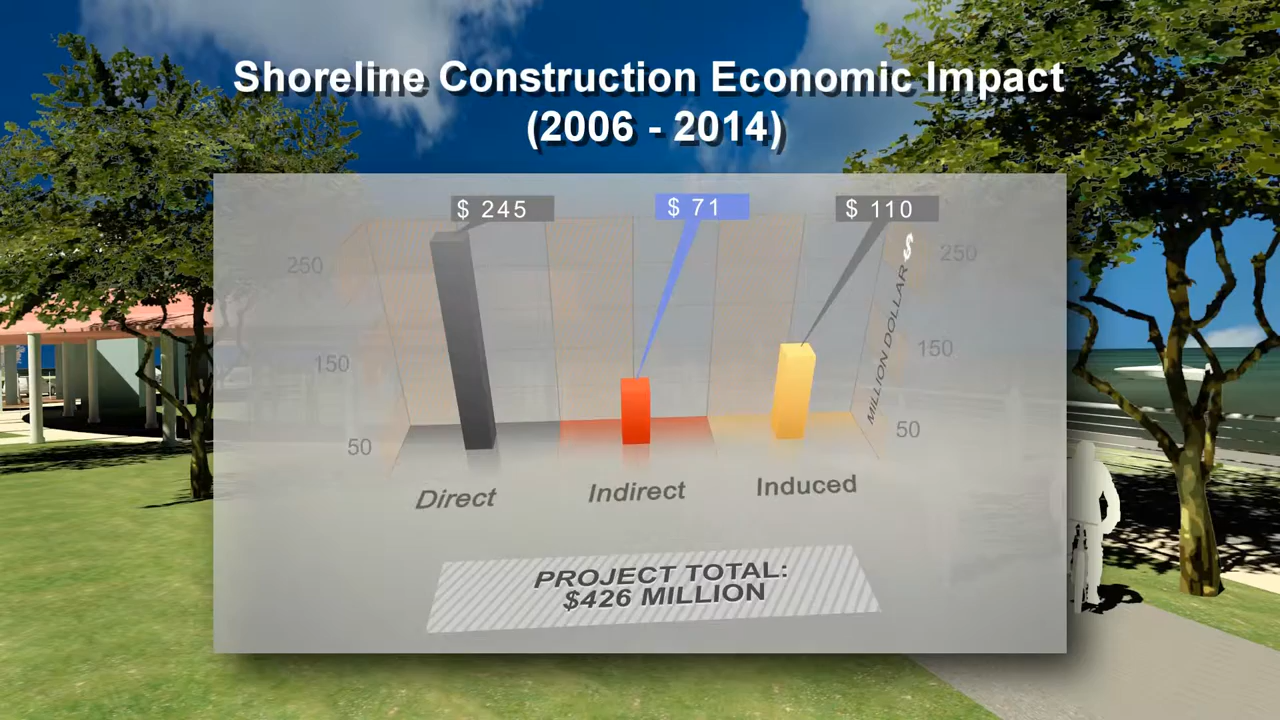 Shoreline Construction Economic Impact
(2006 - 2014)
$ 245
$ 71
$ 110
250
150
50
250
150
50
MILLION DOLLAR $
Direct
Indirect
Induced
PROJECT TOTAL:
$426 MILLION